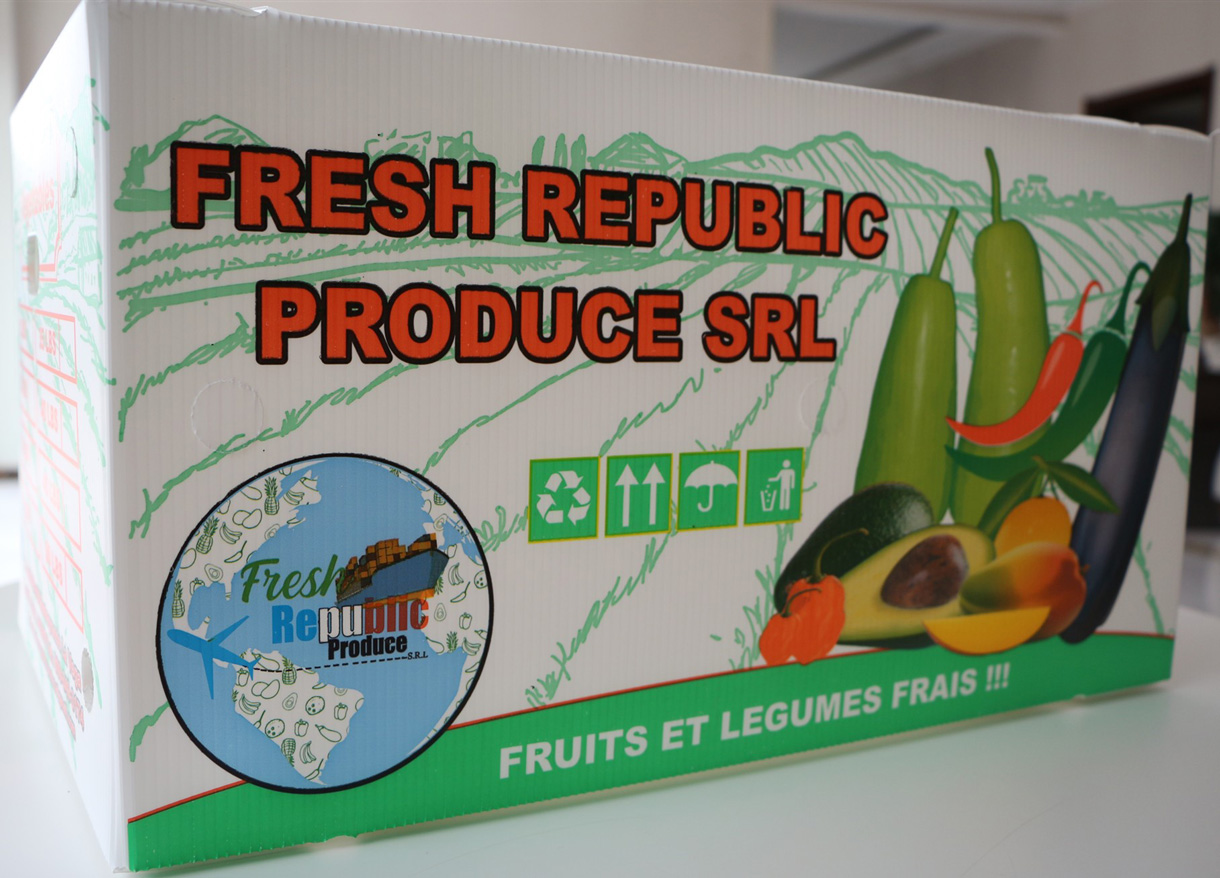 FRESH REPUBLIC
PRODUCE SRL
Fresh
Republic
Produce
S.R.L
FRUITS ET LEGUMES FRAIS !!!